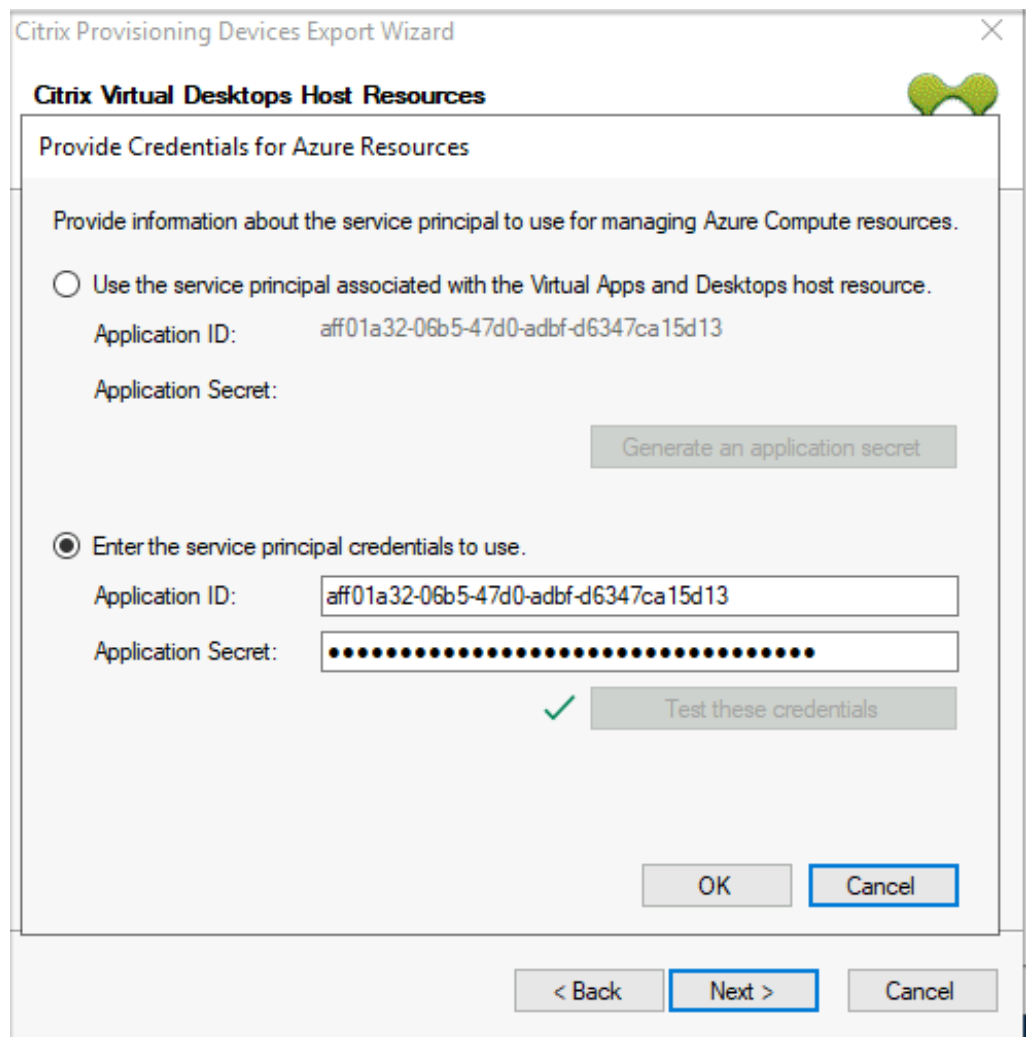 Citrix Provisioning Devices Export Wizard
Citrix Virtual Desktops Host Resources
Provide Credentials for Azure Resources
Provide information about the service principal to use for managing Azure Compute resources.
Use the service principal associated with the Virtual Apps and Desktops host resource.
Application ID: aff01a32-06b5-47d0-adbf-d6347ca15d13
Application Secret:
Generate an application secret
Enter the service principal credentials to use.
Application ID: aff01a32-06b5-47d0-adbf-d6347ca15d13
Application Secret: ●●●●●●●●●●●●●●●●●●●●●●●●●●●●●●●●●●
Test these credentials
OK Cancel
< Back Next > Cancel